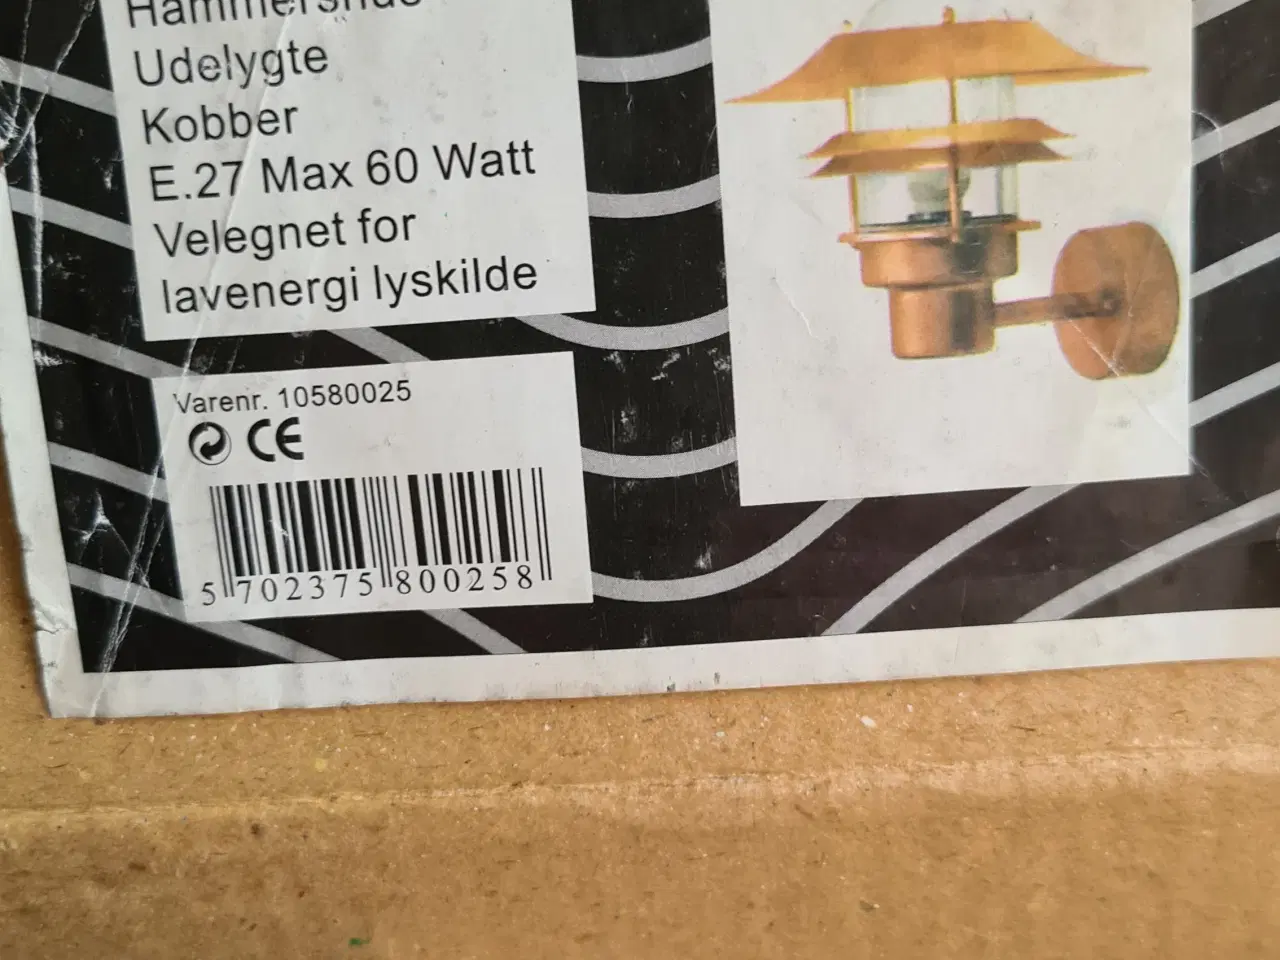 Udelygte
Kobber
E.27 Max 60 Watt
Velegnet for
lavenergi lyskilde
Varenr. 10580025
CE
5 702375 800258